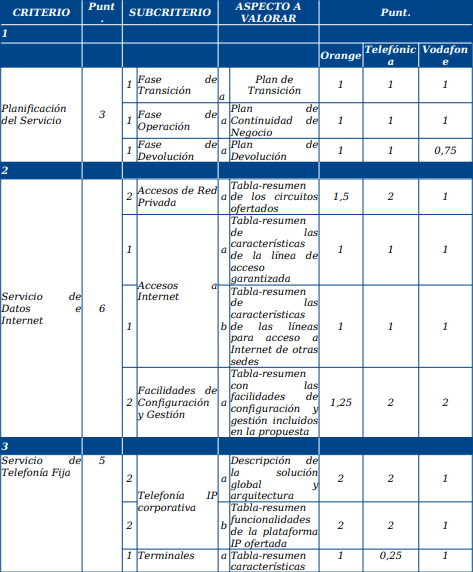 CRITERIO Punt. SUBCRITERIO ASPECTO A VALORAR Punt.
1
Orange Telefónica Vodafone
Planificación del Servicio 3 1 Fase de Transición a Plan de Transición 1 1 1
1 Fase de Operación a Plan de Continuidad de Negocio 1 1 1
1 Fase de Devolución a Plan de Devolución 1 1 0,75
2
Servicio de Datos e Internet 6 2 Accesos de Red Privada a Tabla-resumen de los circuitos ofertados 1,5 2 1
1 Accesos a Internet a Tabla-resumen de las características de la línea de acceso garantizada 1 1 1
1 b Tabla-resumen de las características de las líneas para acceso a Internet de otras sedes 1 1 1
2 Facilidades de Configuración y Gestión a Tabla-resumen con las facilidades de configuración y gestión incluidos en la propuesta 1,25 2 2
3
Servicio de Telefonía Fija 5 2 Telefonía IP corporativa a Descripción de la solución global y arquitectura 2 2 1
2 b Tabla-resumen funcionalidades de la plataforma IP ofertada 2 2 1
1 Terminales a Tabla-resumen características 1 0,25 1